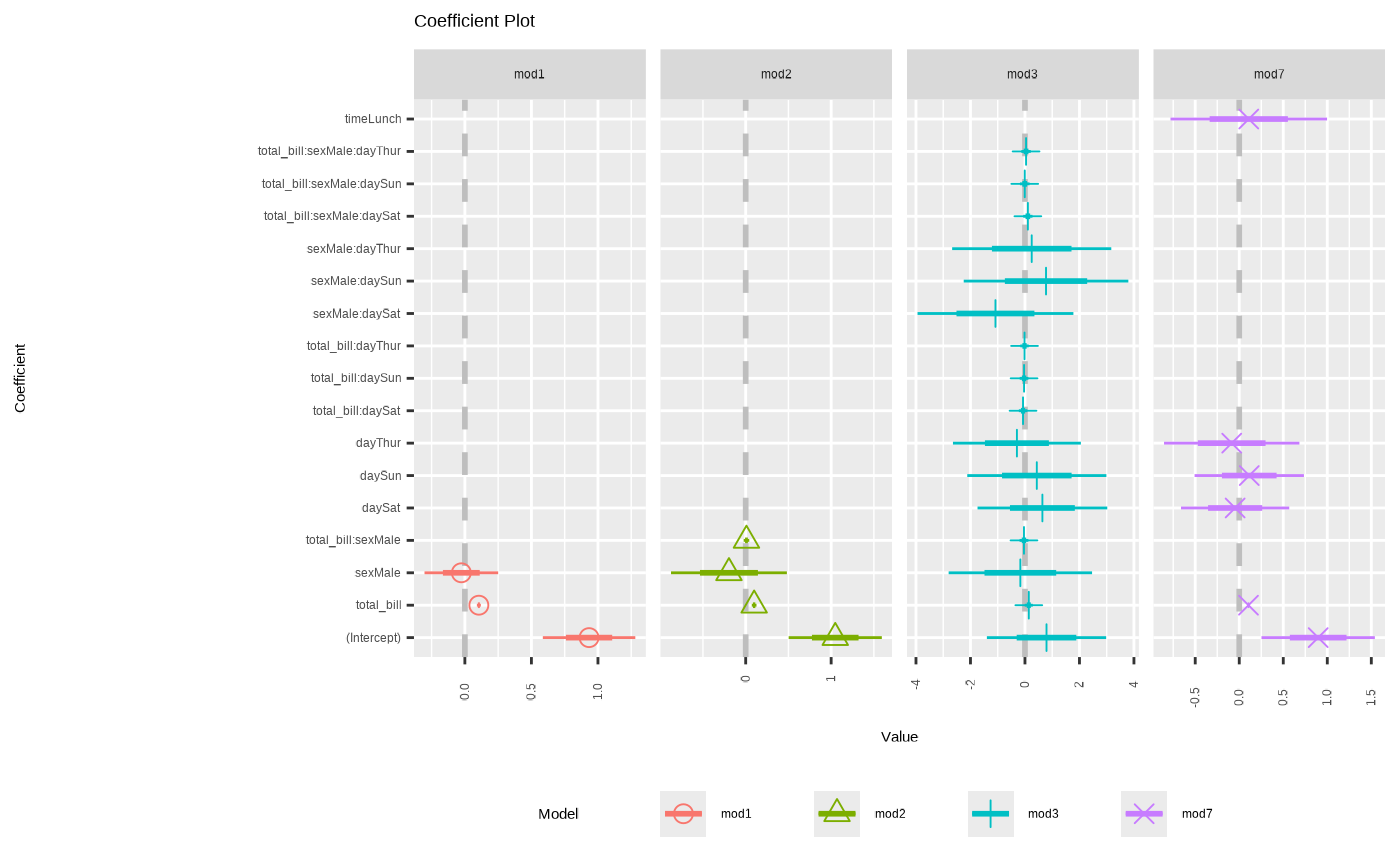 Coefficient Plot
mod1 mod2 mod3 mod7
Coefficient
timeLunch
total_bill:sexMale:dayThur
total_bill:sexMale:daySun
total_bill:sexMale:daySat
sexMale:dayThur
sexMale:daySun
sexMale:daySat
total_bill:dayThur
total_bill:daySun
total_bill:daySat
dayThur
daySun
daySat
total_bill:sexMale
sexMale
total_bill
(Intercept)
0.0 0.5 1.0 0 1 -4 -2 0 2 4 -0.5 0.0 0.5 1.0 1.5
Value
Model mod1 mod2 mod3 mod7